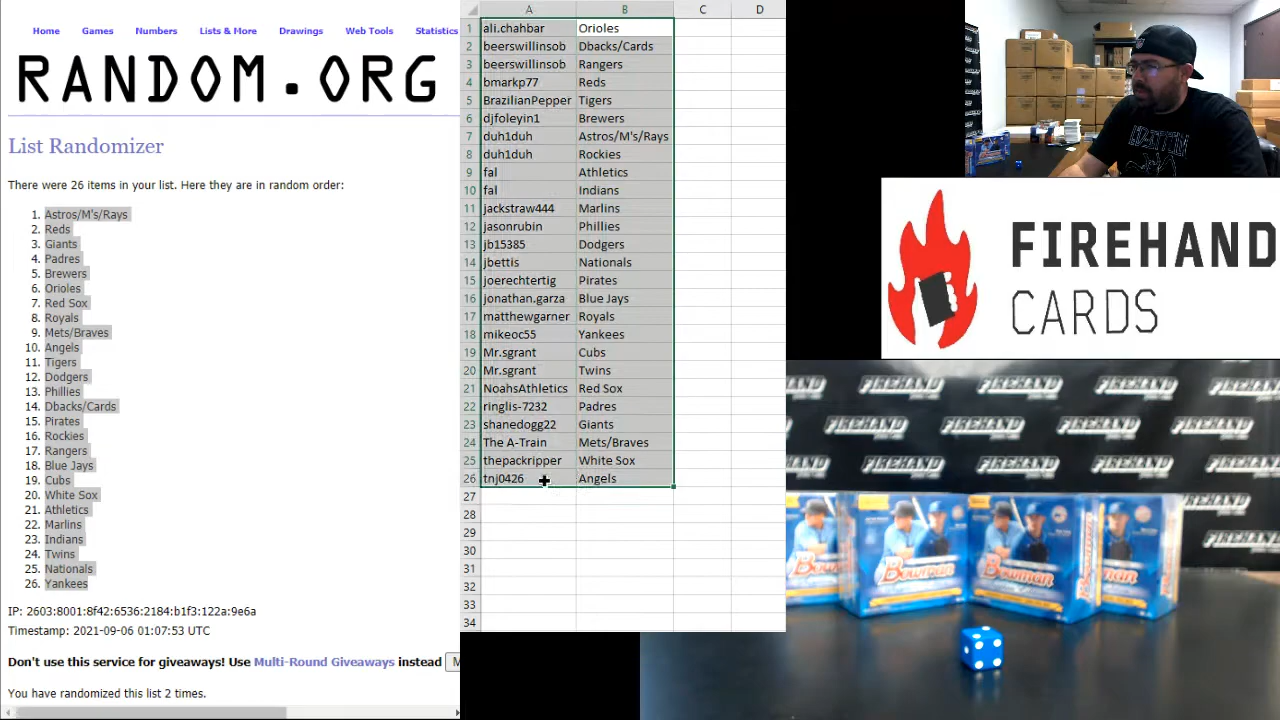 Home Games Numbers Lists & More Drawings Web Tools Statistics
RANDOM.ORG
List Randomizer
There were 26 items in your list. Here they are in random order:
1. Astros/M's/Rays
2. Reds
3. Giants
4. Padres
5. Brewers
6. Orioles
7. Red Sox
8. Royals
9. Mets/Braves
10. Angels
11. Tigers
12. Dodgers
13. Phillies
14. Dbacks/Cards
15. Pirates
16. Rockies
17. Rangers
18. Blue Jays
19. Cubs
20. White Sox
21. Athletics
22. Marlins
23. Indians
24. Twins
25. Nationals
26. Yankees
IP: 2603:8001:8f42:6536:2184:b1f3:122a:9e6a
Timestamp: 2021-09-06 01:07:53 UTC
Don't use this service for giveaways! Use Multi-Round Giveaways instead
You have randomized this list 2 times.
A B C D
1 ali.chahbar Orioles
2 beerswillinsob Dbacks/Cards
3 beerswillinsob Rangers
4 bmarkp77 Reds
5 BrazilianPepper Tigers
6 djfoleyin1 Brewers
7 duh1duh Astros/M's/Rays
8 duh1duh Rockies
9 fal Athletics
10 fal Indians
11 jackstraw444 Marlins
12 jasonrubin Phillies
13 jb15385 Dodgers
14 jbettis Nationals
15 joerechtertig Pirates
16 jonathan.garza Blue Jays
17 matthewgarner Royals
18 mikeoc55 Yankees
19 Mr.sgrant Cubs
20 Mr.sgrant Twins
21 NoahsAthletics Red Sox
22 ringlis-7232 Padres
23 shanedogg22 Giants
24 The A-Train Mets/Braves
25 thepackripper White Sox
26 tnj0426 Angels
27
28
29
30
31
32
33
34
FIREHAND
CARDS
FIREHAND FIREHAND FIREHAND
FIREHAND FIREHAND FIREHAND
Bowman Bowman